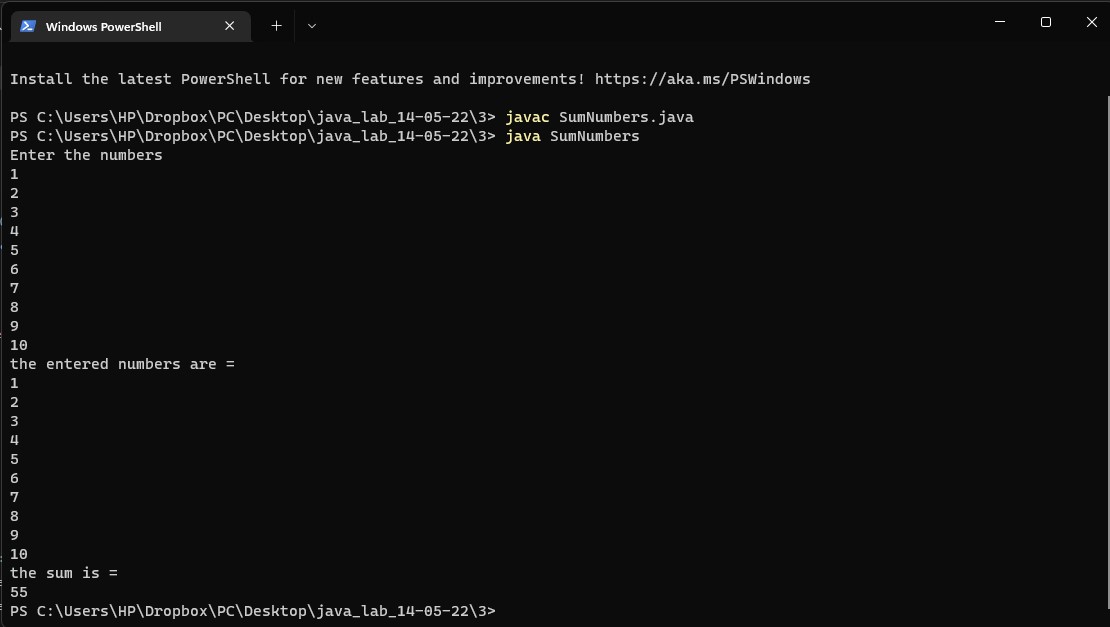 Windows PowerShell
Install the latest PowerShell for new features and improvements! https://aka.ms/PSWindows
PS C:\Users\HP\Dropbox\PC\Desktop\java_lab_14-05-22\3> javac SumNumbers.java
PS C:\Users\HP\Dropbox\PC\Desktop\java_lab_14-05-22\3> java SumNumbers
Enter the numbers
1
2
3
4
5
6
7
8
9
10
the entered numbers are =
1
2
3
4
5
6
7
8
9
10
the sum is =
55
PS C:\Users\HP\Dropbox\PC\Desktop\java_lab_14-05-22\3>